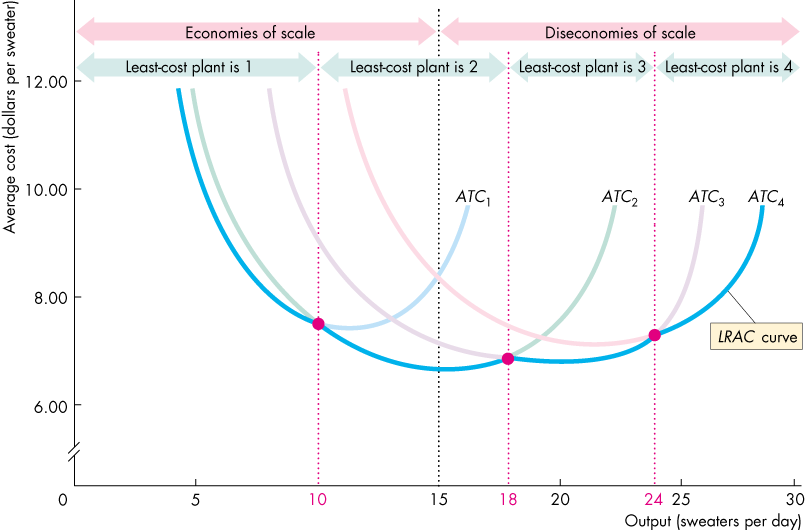 Economies of scale
Diseconomies of scale
Least-cost plant is 1
Least-cost plant is 2
Least-cost plant is 3
Least-cost plant is 4
Average cost (dollars per sweater)
12.00
10.00
8.00
6.00
ATC1
ATC2
ATC3
ATC4
LRAC curve
0
5
10
15
18
20
24
25
30
Output (sweaters per day)